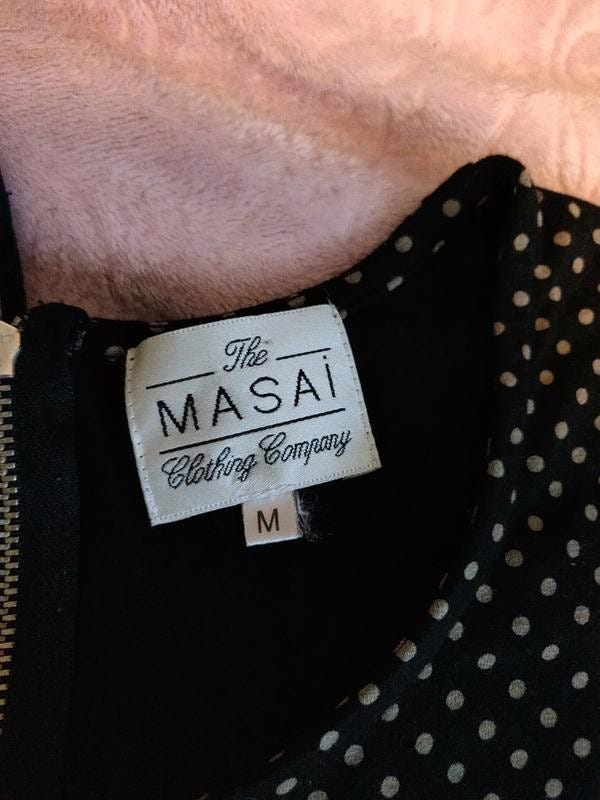 The
MASAi
Clothing Company
M